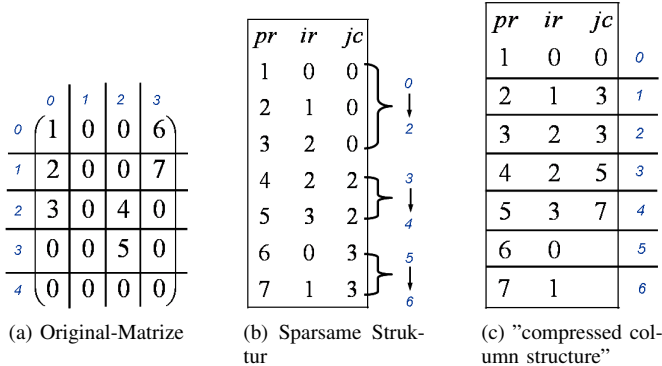 0 1 2 3
0 1 0 0 6
1 2 0 0 7
2 3 0 4 0
3 0 0 5 0
4 0 0 0 0
(a) Original-Matrize
pr ir jc
1 0 0
2 1 0
3 2 0
4 2 2
5 3 2
6 0 3
7 1 3
0
2
3
4
5
6
(b) Sparsame Struk-
tur
pr ir jc
1 0 0 0
2 1 3 1
3 2 3 2
4 2 5 3
5 3 7 4
6 0 5
7 1 6
(c) "compressed col-
umn structure"